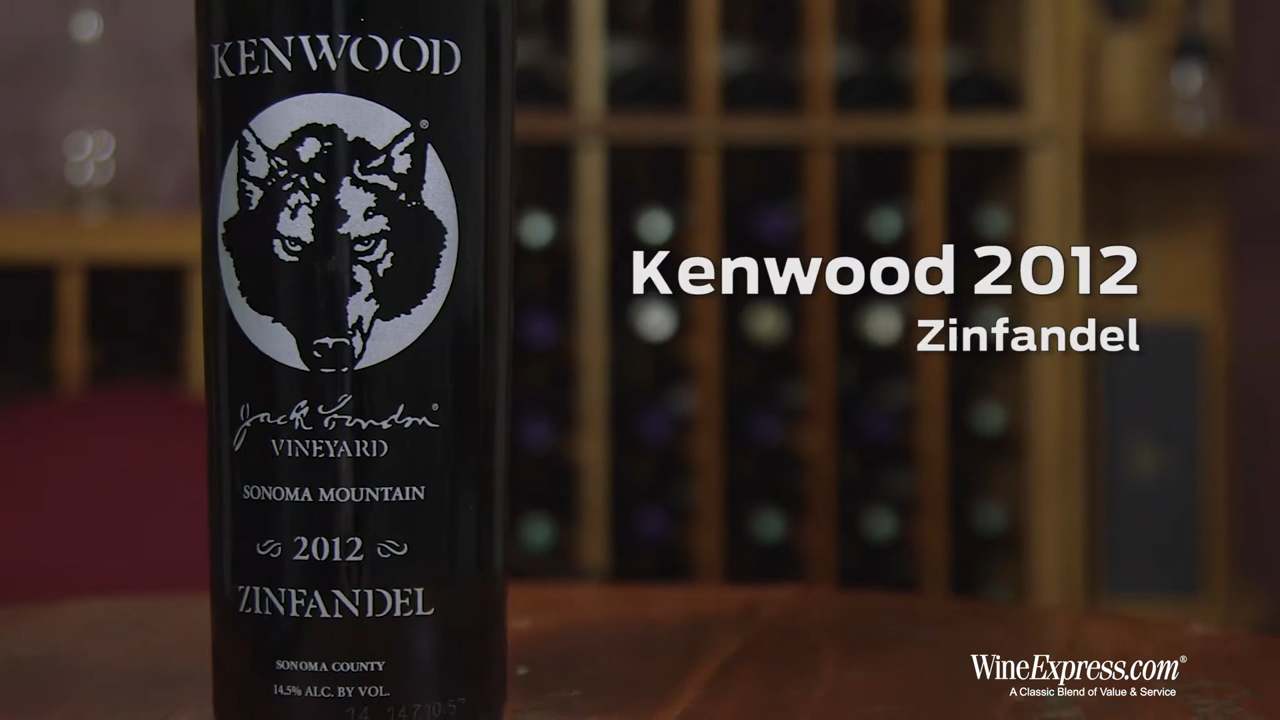 KENWOOD
®
Jack London®
VINEYARD
SONOMA MOUNTAIN
2012
ZINFANDEL
SONOMA COUNTY
14.5% ALC. BY VOL.
Kenwood 2012
Zinfandel
WineExpress.com®
A Classic Blend of Value & Service